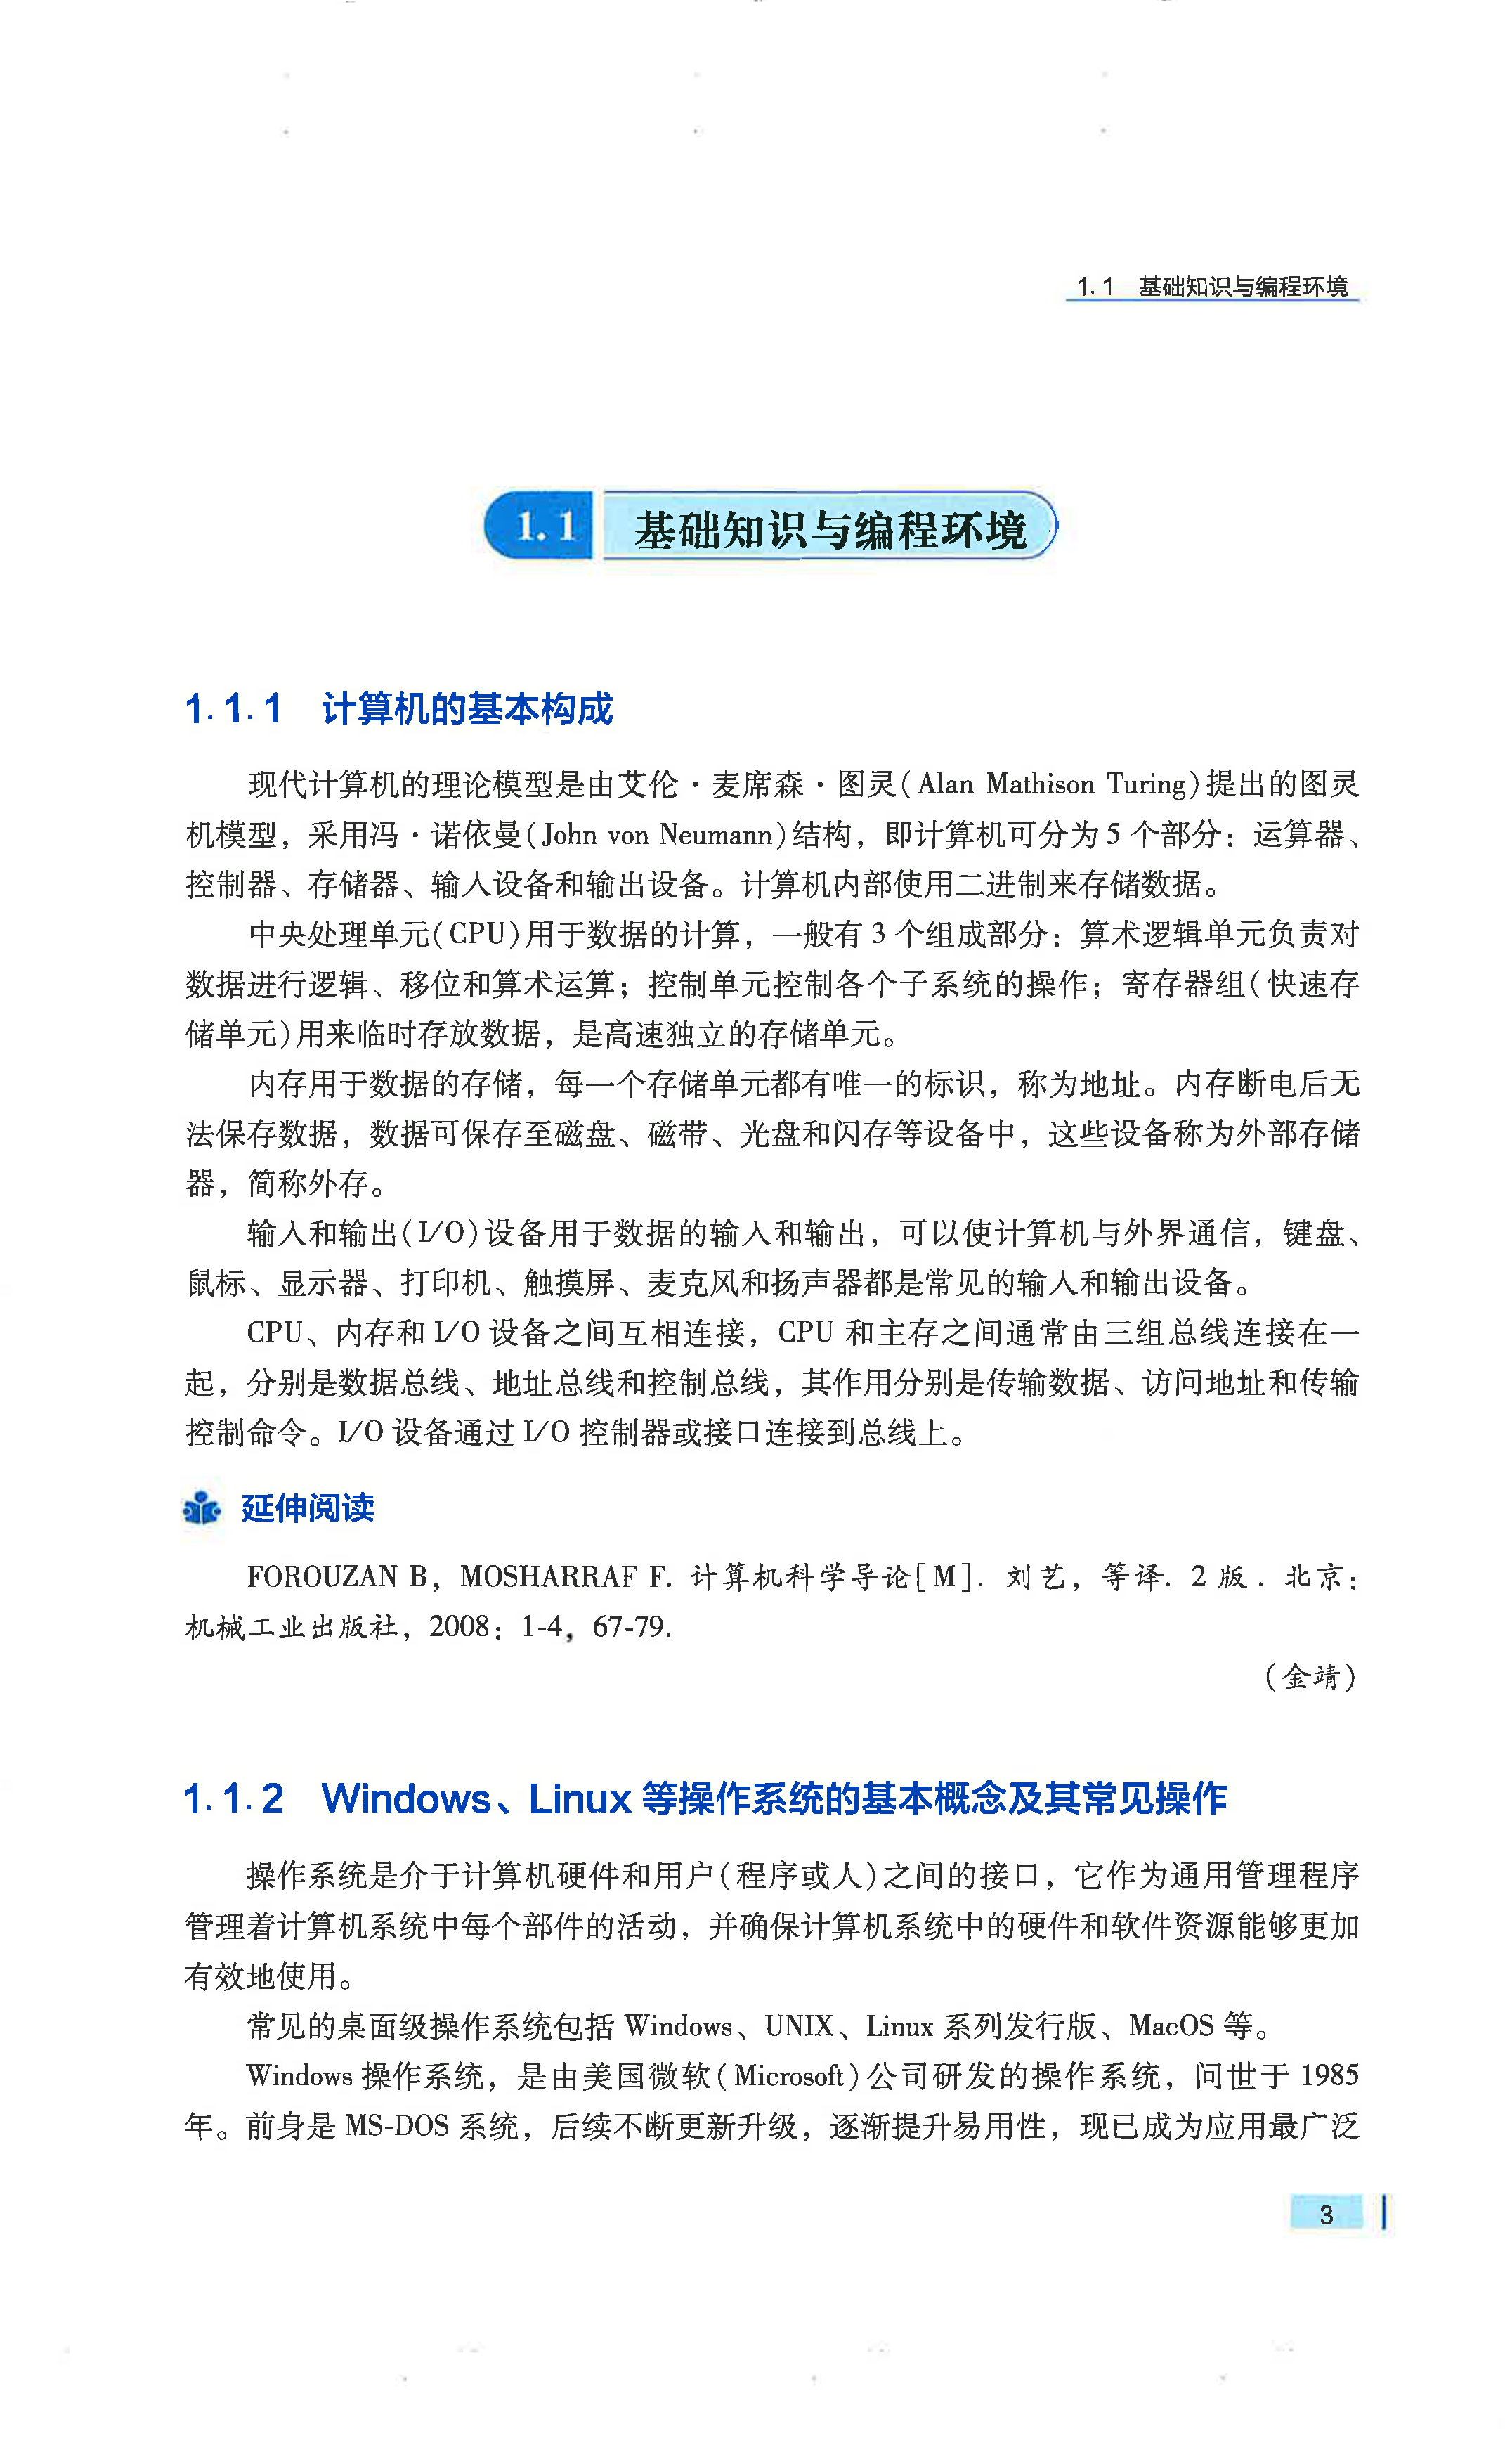 1.1 基础知识与编程环境
1.1 基础知识与编程环境
1.1.1 计算机的基本构成
现代计算机的理论模型是由艾伦·麦席森·图灵(Alan Mathison Turing)提出的图灵
机模型，采用冯·诺依曼(John von Neumann)结构，即计算机可分为5个部分：运算器、
控制器、存储器、输入设备和输出设备。计算机内部使用二进制来存储数据。
中央处理单元(CPU)用于数据的计算，一般有3个组成部分：算术逻辑单元负责对
数据进行逻辑、移位和算术运算；控制单元控制各个子系统的操作；寄存器组(快速存
储单元)用来临时存放数据，是高速独立的存储单元。
内存用于数据的存储，每一个存储单元都有唯一的标识，称为地址。内存断电后无
法保存数据，数据可保存至磁盘、磁带、光盘和闪存等设备中，这些设备称为外部存储
器，简称外存。
输入和输出(I/O)设备用于数据的输入和输出，可以使计算机与外界通信，键盘、
鼠标、显示器、打印机、触摸屏、麦克风和扬声器都是常见的输入和输出设备。
CPU、内存和I/O设备之间互相连接，CPU和主存之间通常由三组总线连接在一
起，分别是数据总线、地址总线和控制总线，其作用分别是传输数据、访问地址和传输
控制命令。I/O设备通过I/O控制器或接口连接到总线上。
延伸阅读
FOROUZAN B，MOSHARRAF F. 计算机科学导论[M]. 刘艺，等译. 2版. 北京：
机械工业出版社，2008：1-4，67-79.
(金靖)
1.1.2 Windows、Linux等操作系统的基本概念及其常见操作
操作系统是介于计算机硬件和用户(程序或人)之间的接口，它作为通用管理程序
管理着计算机系统中每个部件的活动，并确保计算机系统中的硬件和软件资源能够更加
有效地使用。
常见的桌面级操作系统包括Windows、UNIX、Linux系列发行版、MacOS等。
Windows操作系统，是由美国微软(Microsoft)公司研发的操作系统，问世于1985
年。前身是MS-DOS系统，后续不断更新升级，逐渐提升易用性，现已成为应用最广泛
3